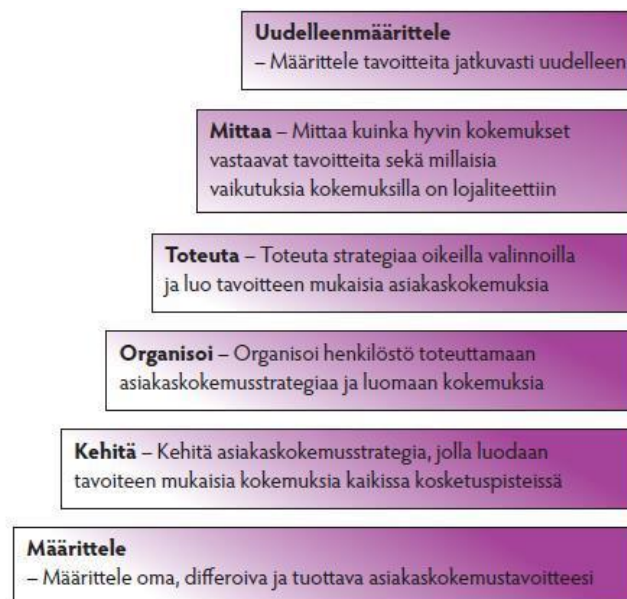 Uudelleenmäärittele
– Määrittele tavoitteita jatkuvasti uudelleen
Mittaa – Mittaa kuinka hyvin kokemukset
vastaavat tavoitteita sekä millaisia
vaikutuksia kokemuksilla on lojaliteettiin
Toteuta – Toteuta strategiaa oikeilla valinnoilla
ja luo tavoitteen mukaisia asiakaskokemuksia
Organisoi – Organisoi henkilöstö toteuttamaan
asiakaskokemusstrategiaa ja luomaan kokemuksia
Kehitä – Kehitä asiakaskokemusstrategia, jolla luodaan
tavoiteen mukaisia kokemuksia kaikissa kosketuspisteissä
Määrittele
– Määrittele oma, differoiva ja tuottava asiakaskokemustavoitteesi